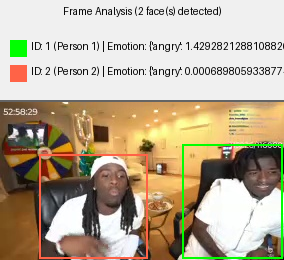 Frame Analysis (2 face(s) detected)
ID: 1 (Person 1) | Emotion: {'angry': 1.4292821288108826
ID: 2 (Person 2) | Emotion: {'angry': 0.000689805933877
52:58:29